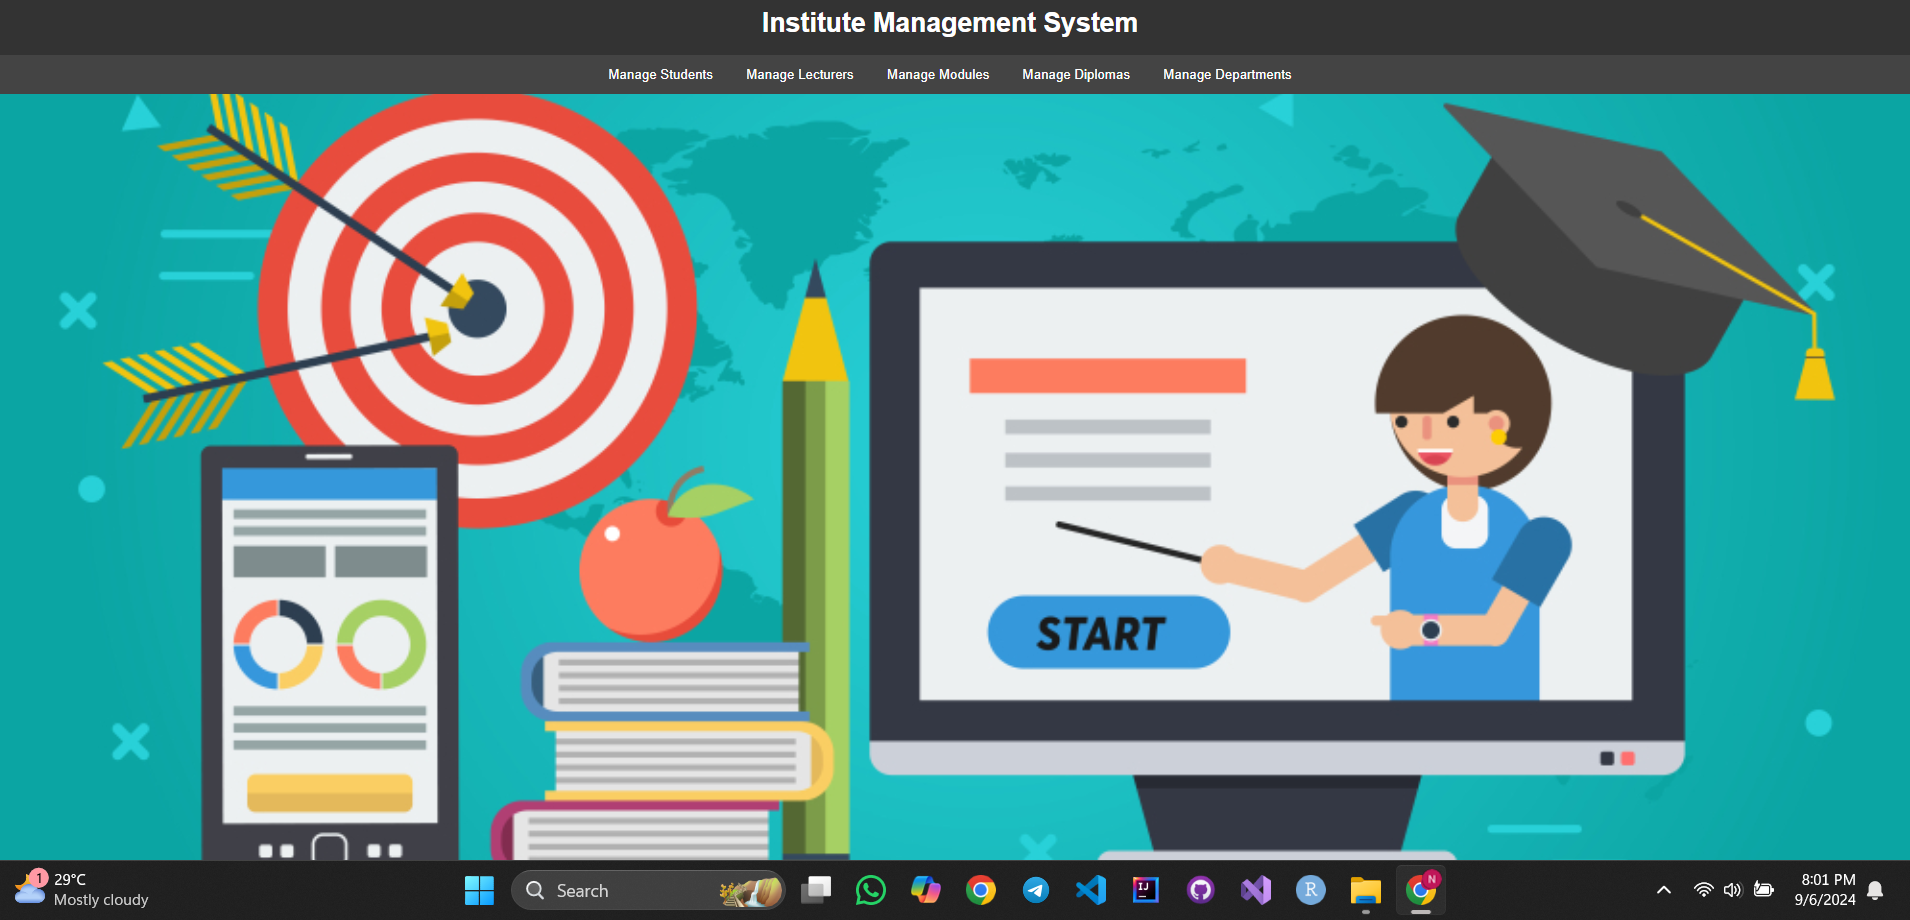 Institute Management System
Manage Students Manage Lecturers Manage Modules Manage Diplomas Manage Departments
START
1
29°C
Mostly cloudy
Search
IJ
R
N
8:01 PM
9/6/2024